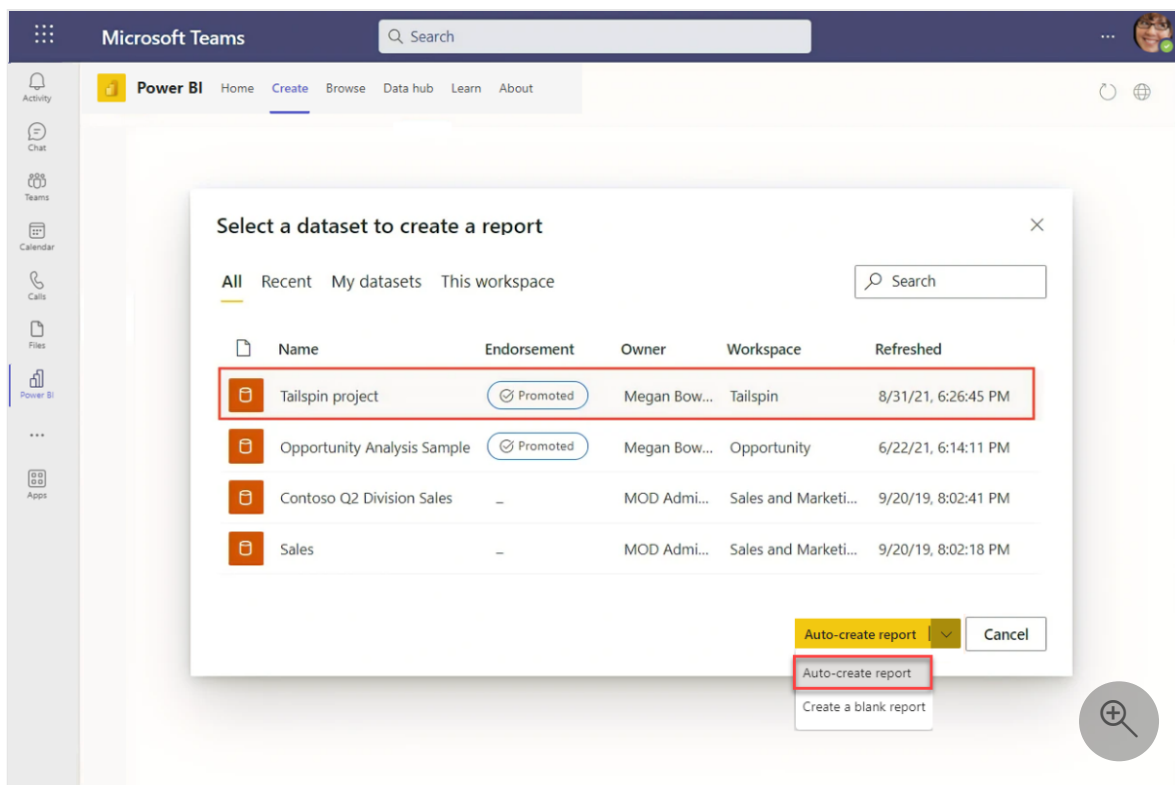 Microsoft Teams
Search
...
Activity
Chat
Teams
Calendar
Calls
Files
Power BI
...
Apps
Power BI Home Create Browse Data hub Learn About
Select a dataset to create a report
All Recent My datasets This workspace
Search
Name Endorsement Owner Workspace Refreshed
Tailspin project Promoted Megan Bow... Tailspin 8/31/21, 6:26:45 PM
Opportunity Analysis Sample Promoted Megan Bow... Opportunity 6/22/21, 6:14:11 PM
Contoso Q2 Division Sales – MOD Admi... Sales and Marketi... 9/20/19, 8:02:41 PM
Sales – MOD Admi... Sales and Marketi... 9/20/19, 8:02:18 PM
Auto-create report Cancel
Auto-create report
Create a blank report